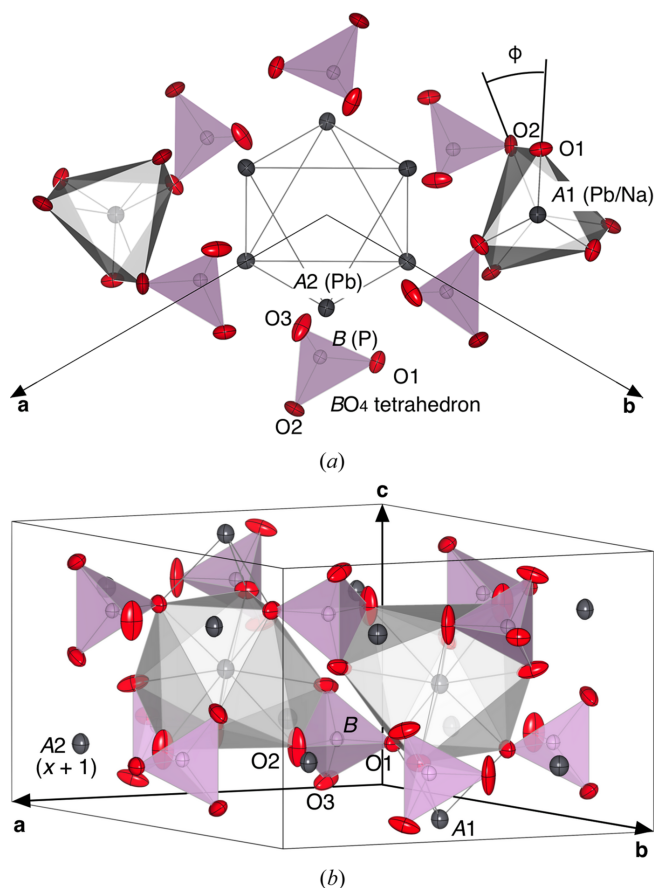 ϕ
O2
O1
A1 (Pb/Na)
A2 (Pb)
O3
B (P)
O1
BO4 tetrahedron
O2
a
b
(a)
c
A2
(x + 1)
B
O2
O1
O3
A1
a
b
(b)